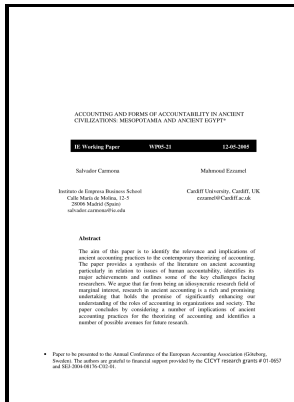 ACCOUNTING AND FORMS OF ACCOUNTABILITY IN ANCIENT
CIVILIZATIONS: MESOPOTAMIA AND ANCIENT EGYPT*
IE Working Paper WP05-21 12-05-2005
Salvador Carmona Mahmoud Ezzamel
Instituto de Empresa Business School Cardiff University, Cardiff, UK
Calle María de Molina, 12-5 ezzamel@Cardiff.ac.uk
28006 Madrid (Spain)
salvador.carmona@ie.edu
Abstract
The aim of this paper is to identify the relevance and implications of
ancient accounting practices to the contemporary theorizing of accounting.
The paper provides a synthesis of the literature on ancient accounting
particularly in relation to issues of human accountability, identifies its
major achievements and outlines some of the key challenges facing
researchers. We argue that far from being an idiosyncratic research field of
marginal interest, research in ancient accounting is a rich and promising
undertaking that holds the promise of significantly enhancing our
understanding of the roles of accounting in organizations and society. The
paper concludes by considering a number of implications of ancient
accounting practices for the theorizing of accounting and identifies a
number of possible avenues for future research.
• Paper to be presented to the Annual Conference of the European Accounting Association (Göteborg,
Sweden). The authors are grateful to financial support provided by the CICYT research grants # 01-0657
and SEJ-2004-08176-C02-01.